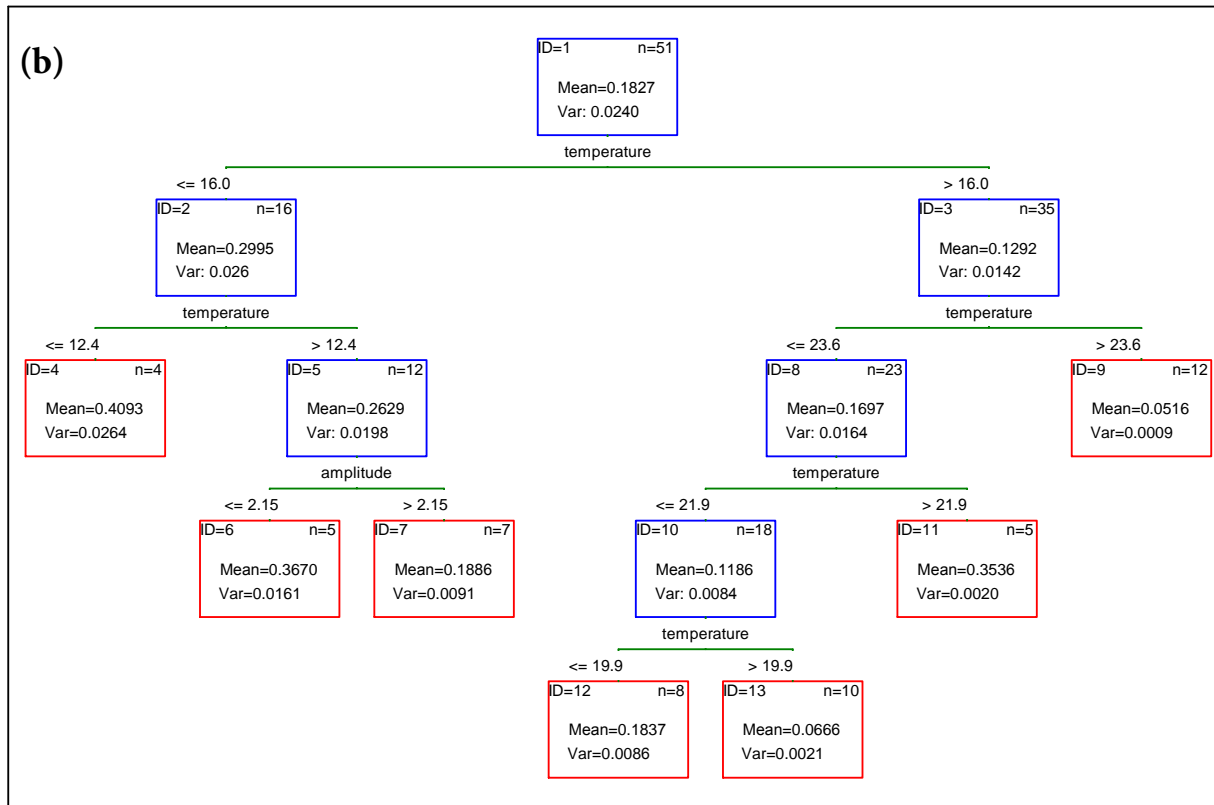 (b)
ID=1 n=51
Mean=0.1827
Var: 0.0240
temperature
<= 16.0
> 16.0
ID=2 n=16
Mean=0.2995
Var: 0.026
ID=3 n=35
Mean=0.1292
Var: 0.0142
temperature
temperature
<= 12.4
> 12.4
<= 23.6
> 23.6
ID=4 n=4
Mean=0.4093
Var=0.0264
ID=5 n=12
Mean=0.2629
Var: 0.0198
ID=8 n=23
Mean=0.1697
Var: 0.0164
ID=9 n=12
Mean=0.0516
Var=0.0009
amplitude
temperature
<= 2.15
> 2.15
<= 21.9
> 21.9
ID=6 n=5
Mean=0.3670
Var=0.0161
ID=7 n=7
Mean=0.1886
Var=0.0091
ID=10 n=18
Mean=0.1186
Var: 0.0084
ID=11 n=5
Mean=0.3536
Var=0.0020
temperature
<= 19.9
> 19.9
ID=12 n=8
Mean=0.1837
Var=0.0086
ID=13 n=10
Mean=0.0666
Var=0.0021